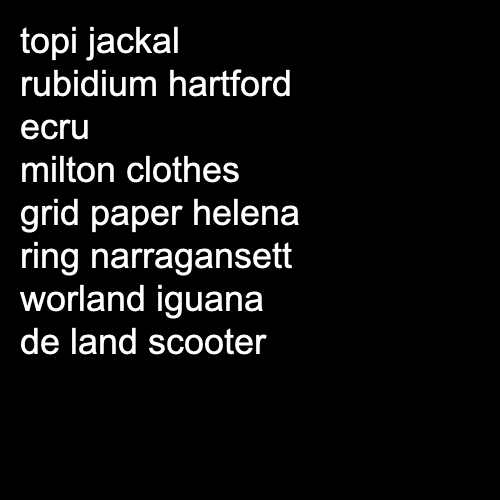 topi jackal
rubidium hartford
ecru
milton clothes
grid paper helena
ring narragansett
worland iguana
de land scooter